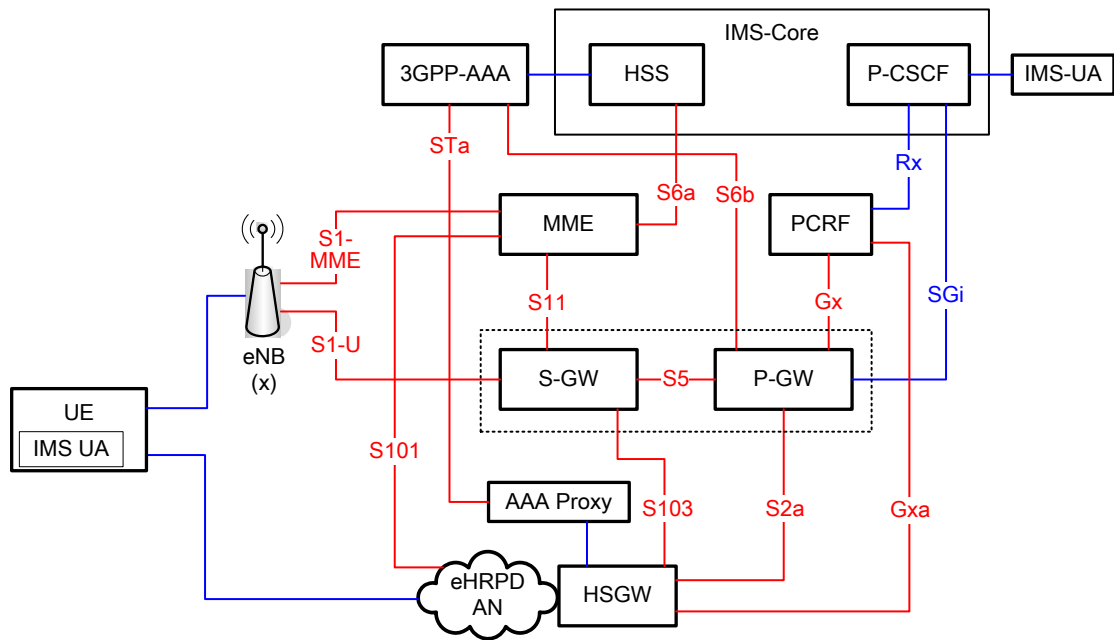 IMS-Core
3GPP-AAA
HSS
P-CSCF
IMS-UA
STa
Rx
S6a
S6b
MME
PCRF
S1-
MME
S11
Gx
SGi
S1-U
eNB
(x)
S-GW
S5
P-GW
UE
IMS UA
S101
AAA Proxy
S103
S2a
Gxa
eHRPD
AN
HSGW